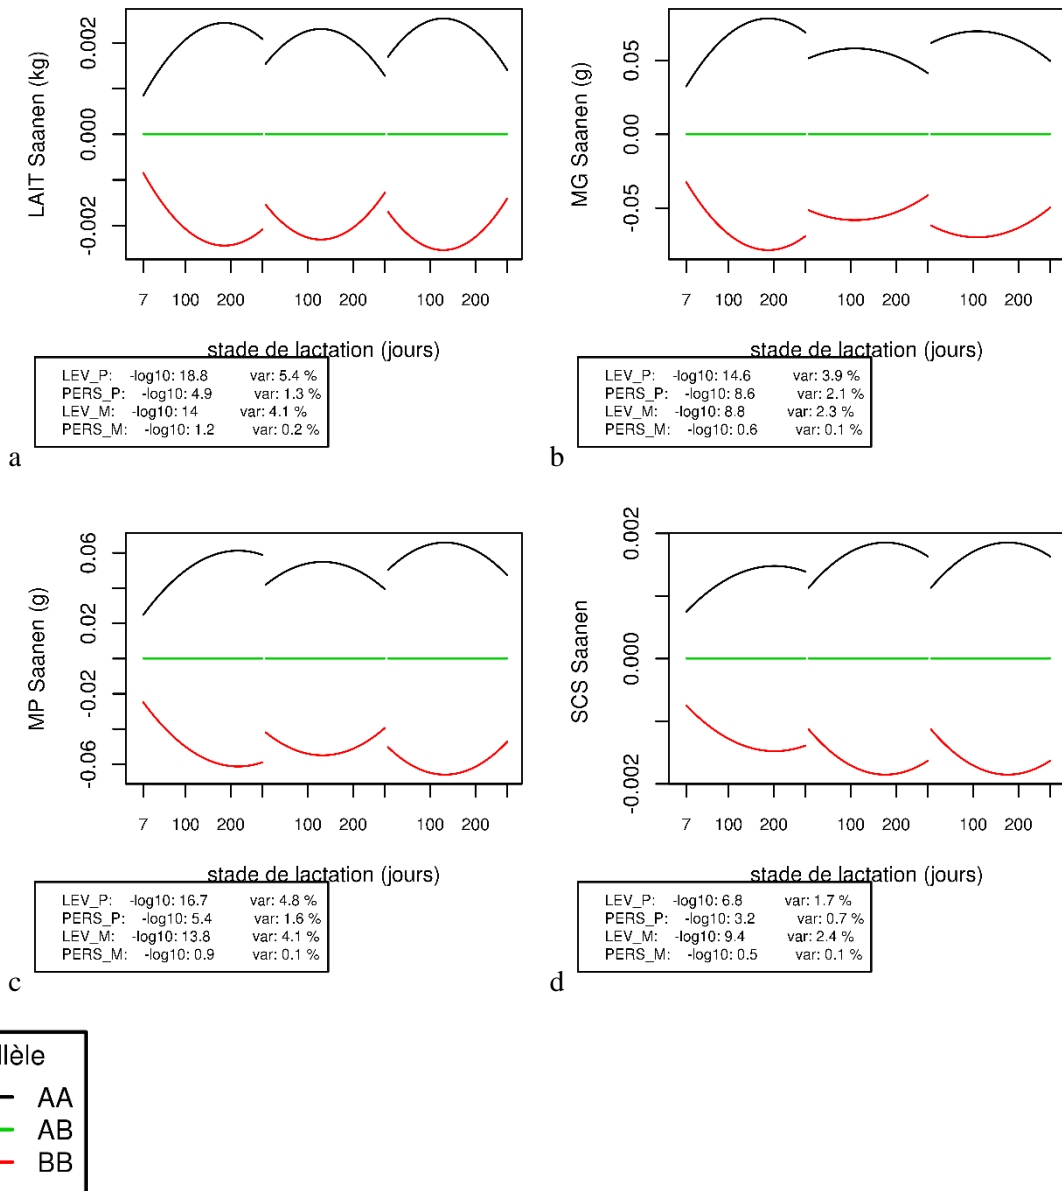 LAIT Saanen (kg)
0.002
0.000
-0.002
7 100 200 100 200 100 200
stade de lactation (jours)
LEV_P: -log10: 18.8 var: 5.4 %
PERS_P: -log10: 4.9 var: 1.3 %
LEV_M: -log10: 14 var: 4.1 %
PERS_M: -log10: 1.2 var: 0.2 %
a
MG Saanen (g)
0.05
0.00
-0.05
7 100 200 100 200 100 200
stade de lactation (jours)
LEV_P: -log10: 14.6 var: 3.9 %
PERS_P: -log10: 8.6 var: 2.1 %
LEV_M: -log10: 8.8 var: 2.3 %
PERS_M: -log10: 0.6 var: 0.1 %
b
MP Saanen (g)
0.06
0.02
-0.02
-0.06
7 100 200 100 200 100 200
stade de lactation (jours)
LEV_P: -log10: 16.7 var: 4.8 %
PERS_P: -log10: 5.4 var: 1.6 %
LEV_M: -log10: 13.8 var: 4.1 %
PERS_M: -log10: 0.9 var: 0.1 %
c
SCS Saanen
0.002
0.000
-0.002
7 100 200 100 200 100 200
stade de lactation (jours)
LEV_P: -log10: 6.8 var: 1.7 %
PERS_P: -log10: 3.2 var: 0.7 %
LEV_M: -log10: 9.4 var: 2.4 %
PERS_M: -log10: 0.5 var: 0.1 %
d
llèle
AA
AB
BB